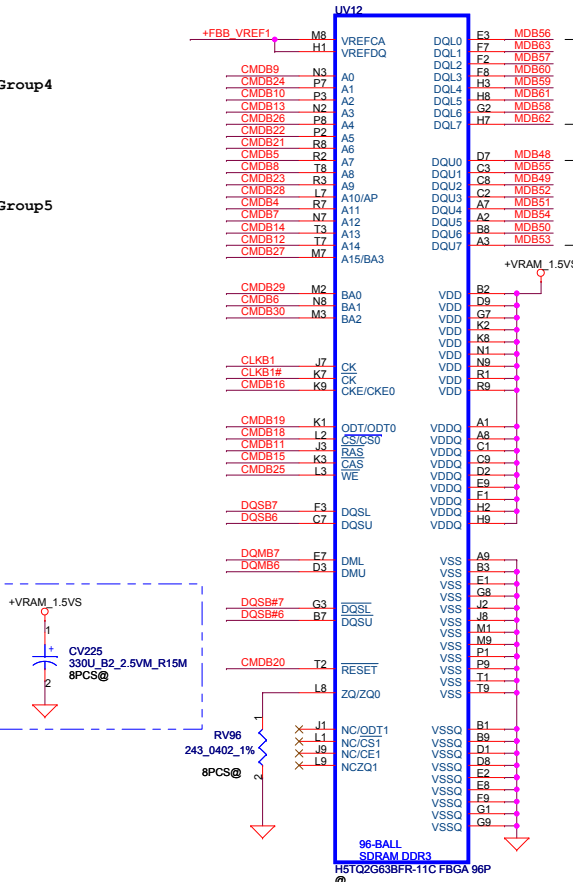 UV12
+FBB_VREF1 M8 VREFCA DQL0 E3 MDB56
H1 VREFDQ DQL1 F7 MDB63
DQL2 F2 MDB57
CMDB9 N3 A0 DQL3 F8 MDB60
Group4 CMDB24 P7 A1 DQL4 H3 MDB59
CMDB10 P3 A2 DQL5 H8 MDB61
CMDB13 N2 A3 DQL6 G2 MDB58
CMDB26 P8 A4 DQL7 H7 MDB62
CMDB22 P2 A5
CMDB21 R8 A6
CMDB5 R2 A7 DQU0 D7 MDB48
CMDB8 T8 A8 DQU1 C3 MDB55
CMDB23 R3 A9 DQU2 C8 MDB49
CMDB28 L7 A10/AP DQU3 C2 MDB52
Group5 CMDB4 R7 A11 DQU4 A7 MDB51
CMDB7 N7 A12 DQU5 A2 MDB54
CMDB14 T3 A13 DQU6 B8 MDB50
CMDB12 T7 A14 DQU7 A3 MDB53
CMDB27 M7 A15/BA3
+VRAM_1.5VS
CMDB29 M2 BA0 VDD B2
CMDB6 N8 BA1 VDD D9
CMDB30 M3 BA2 VDD G7
VDD K2
VDD K8
VDD N1
CLKB1 J7 CK VDD N9
CLKB1# K7 CK VDD R1
CMDB16 K9 CKE/CKE0 VDD R9
CMDB19 K1 ODT/ODT0 VDDQ A1
CMDB18 L2 CS/CS0 VDDQ A8
CMDB11 J3 RAS VDDQ C1
CMDB15 K3 CAS VDDQ C9
CMDB25 L3 WE VDDQ D2
VDDQ E9
VDDQ F1
DQSB7 F3 DQSL VDDQ H2
DQSB6 C7 DQSU VDDQ H9
DQMB7 E7 DML VSS A9
DQMB6 D3 DMU VSS B3
VSS E1
VSS G8
DQSB#7 G3 DQSL VSS J2
DQSB#6 B7 DQSU VSS J8
VSS M1
VSS M9
VSS P1
CMDB20 T2 RESET VSS P9
VSS T1
L8 ZQ/ZQ0 VSS T9
+VRAM_1.5VS
1
+ CV225
330U_B2_2.5VM_R15M
8PCS@
2
1
RV96
243_0402_1%
8PCS@
2
J1 NC/ODT1 VSSQ B1
L1 NC/CS1 VSSQ B9
J9 NC/CE1 VSSQ D1
L9 NCZQ1 VSSQ D8
VSSQ E2
VSSQ E8
VSSQ F9
VSSQ G1
VSSQ G9
96-BALL
SDRAM DDR3
H5TQ2G63BFR-11C FBGA 96P
@